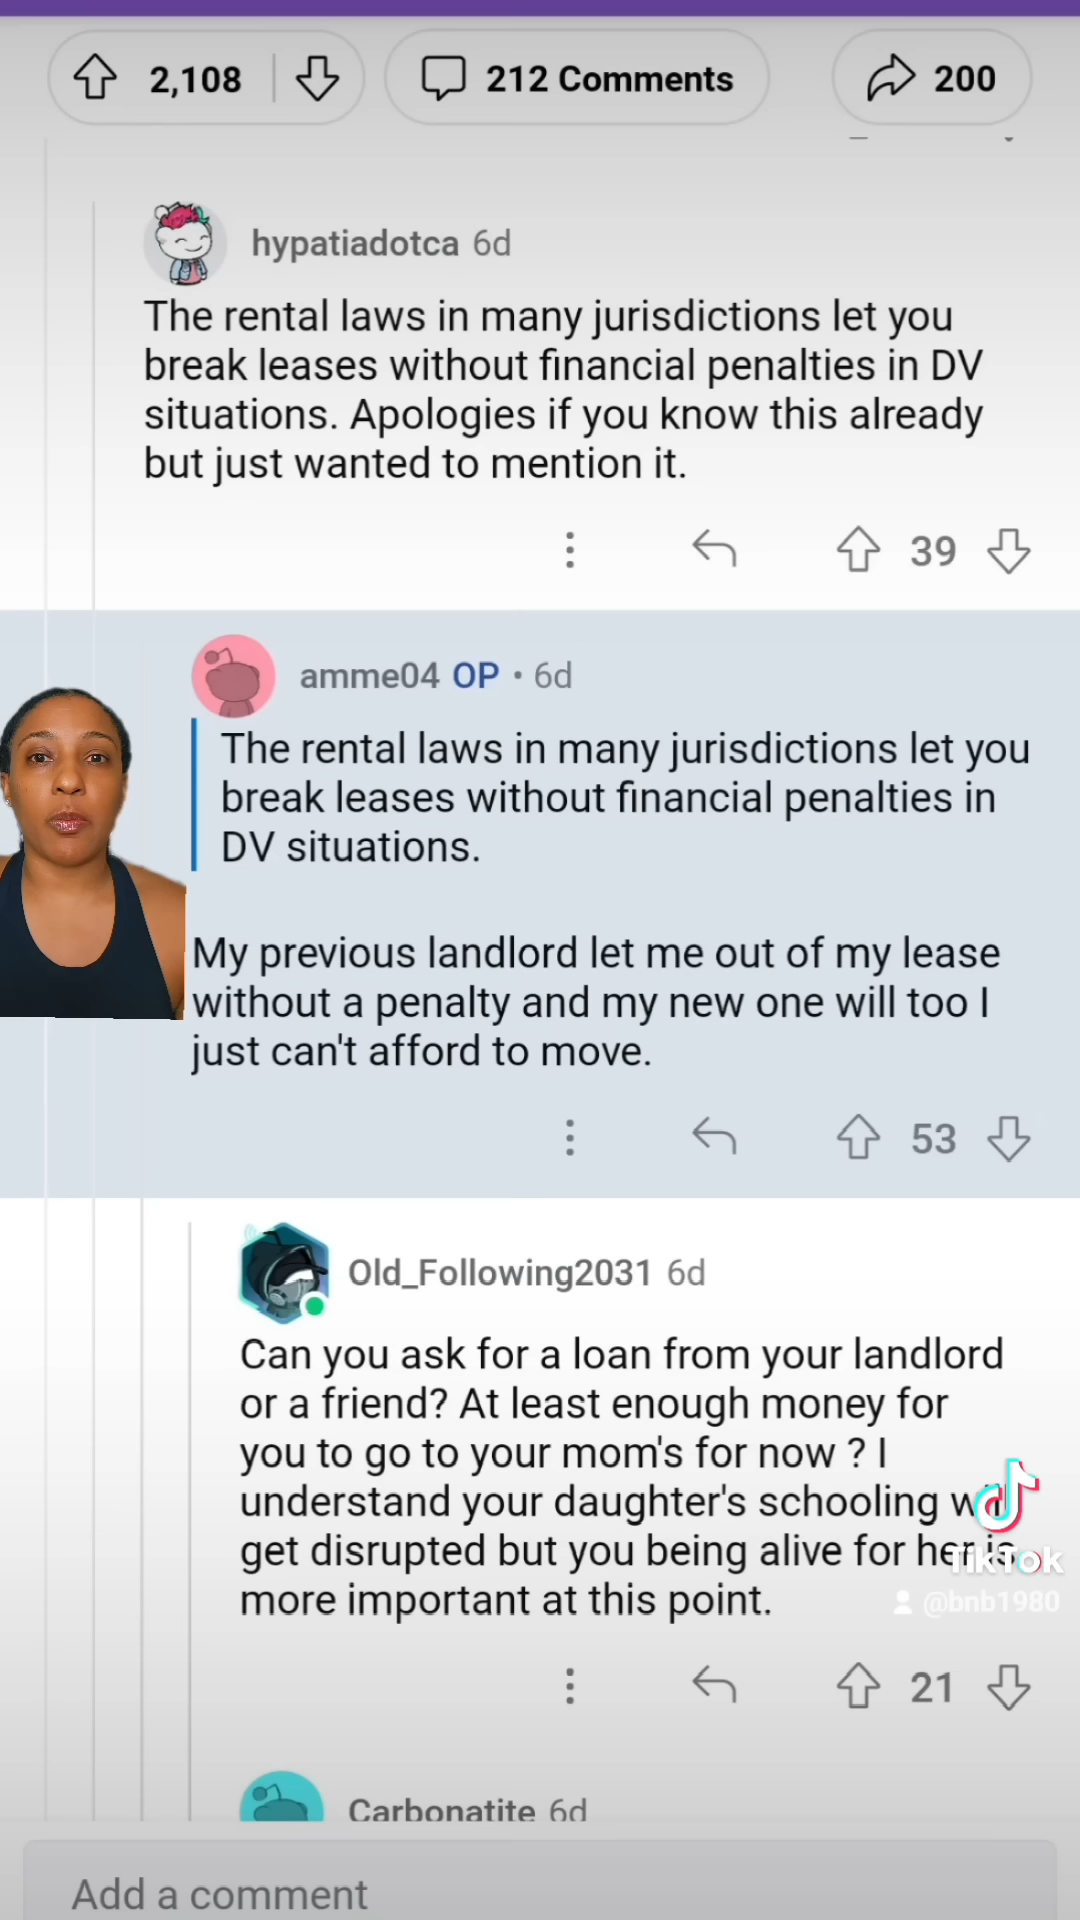 2,108
212 Comments
200
hypatiadotca 6d
The rental laws in many jurisdictions let you
break leases without financial penalties in DV
situations. Apologies if you know this already
but just wanted to mention it.
39
amme04 OP • 6d
The rental laws in many jurisdictions let you
break leases without financial penalties in
DV situations.
My previous landlord let me out of my lease
without a penalty and my new one will too I
just can't afford to move.
53
Old_Following2031 6d
Can you ask for a loan from your landlord
or a friend? At least enough money for
you to go to your mom's for now ? I
understand your daughter's schooling will
get disrupted but you being alive for her is
more important at this point.
TikTok
@bnb1980
21
Carbonatite 6d
Add a comment